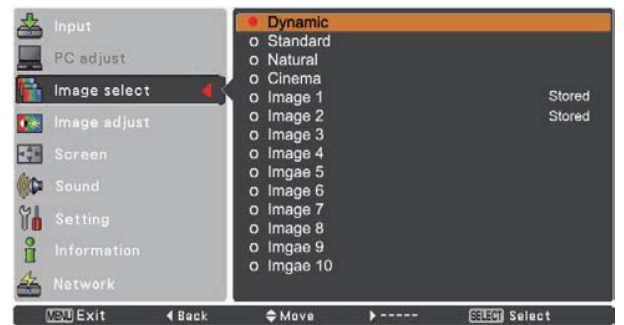 Input
PC adjust
Image select
Image adjust
Screen
Sound
Setting
Information
Network
Dynamic
o Standard
o Natural
o Cinema
o Image 1 Stored
o Image 2 Stored
o Image 3
o Image 4
o Imgae 5
o Image 6
o Image 7
o Image 8
o Imgae 9
o Imgae 10
MENU Exit Back Move ----- SELECT Select